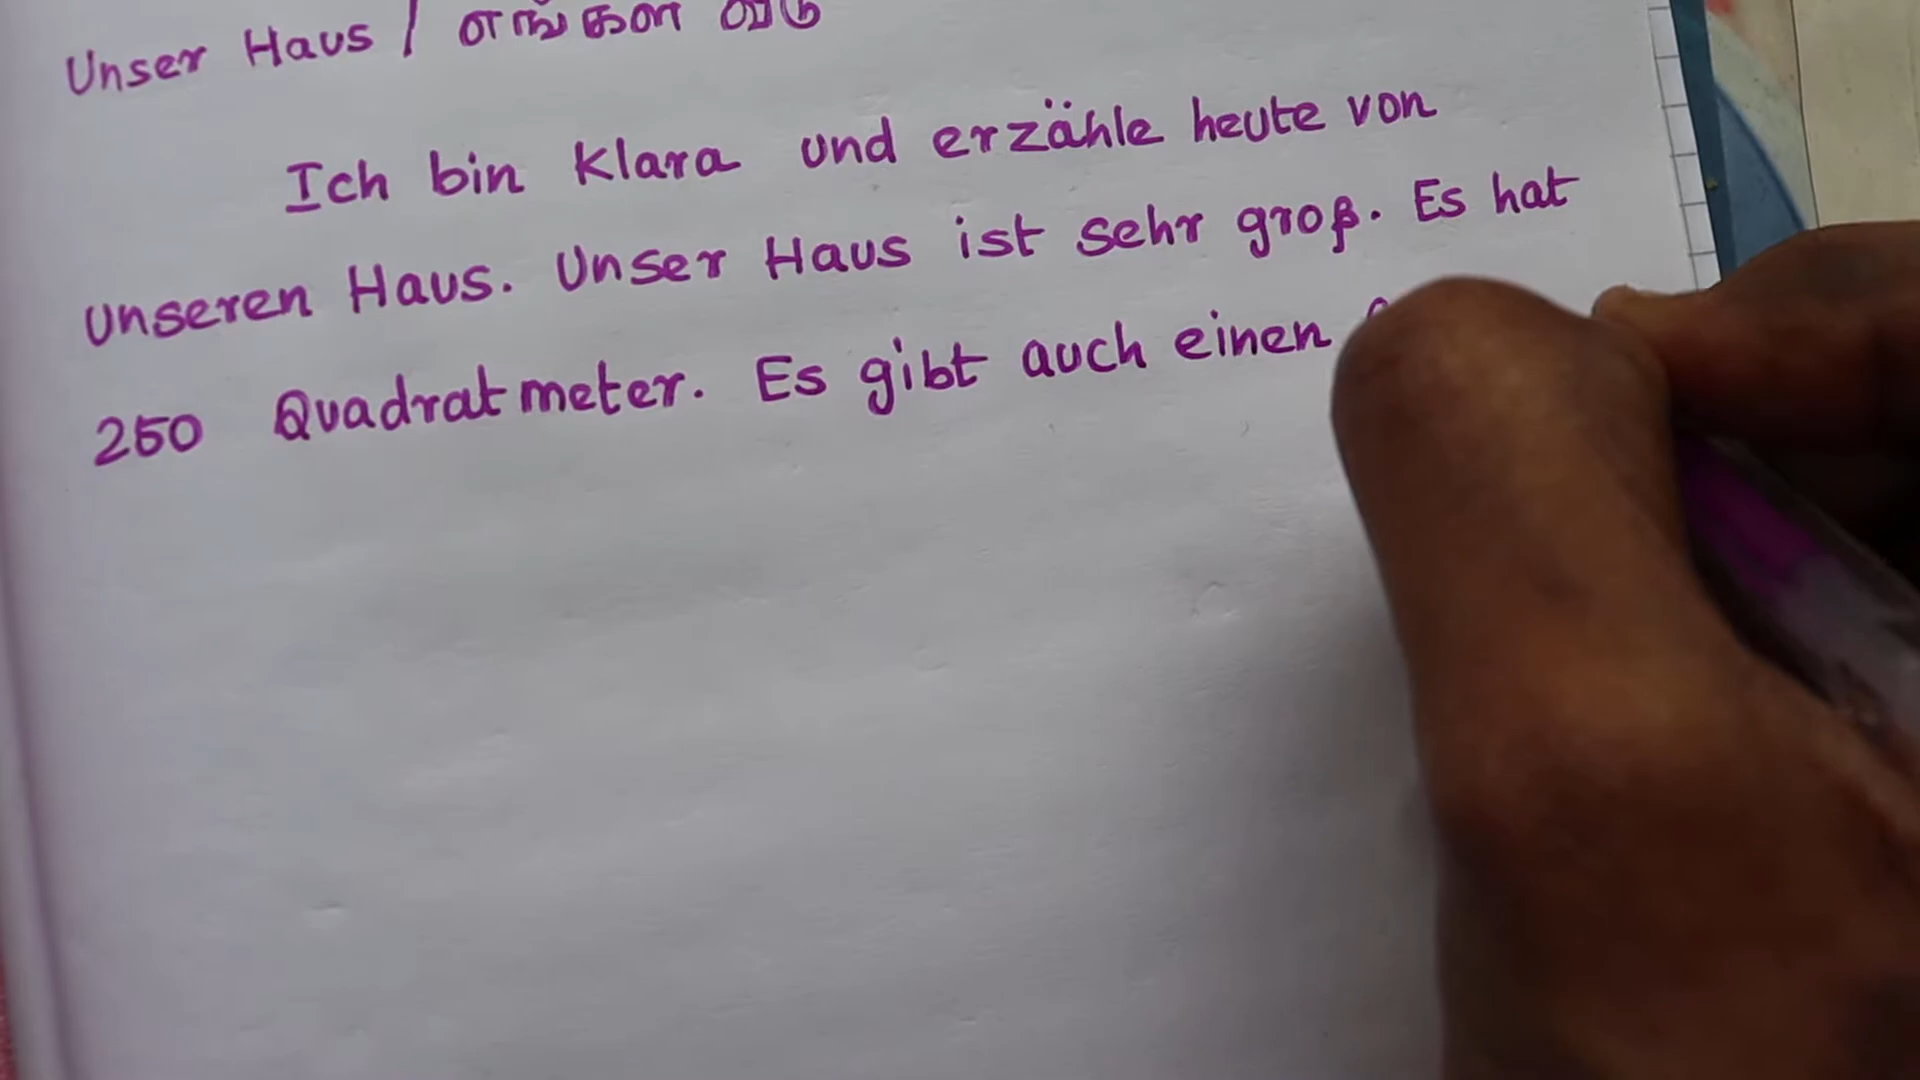 Unser Haus / எங்கள் வீடு
Ich bin Klara und erzähle heute von
unseren Haus. Unser Haus ist sehr groß. Es hat
250 Quadratmeter. Es gibt auch einen